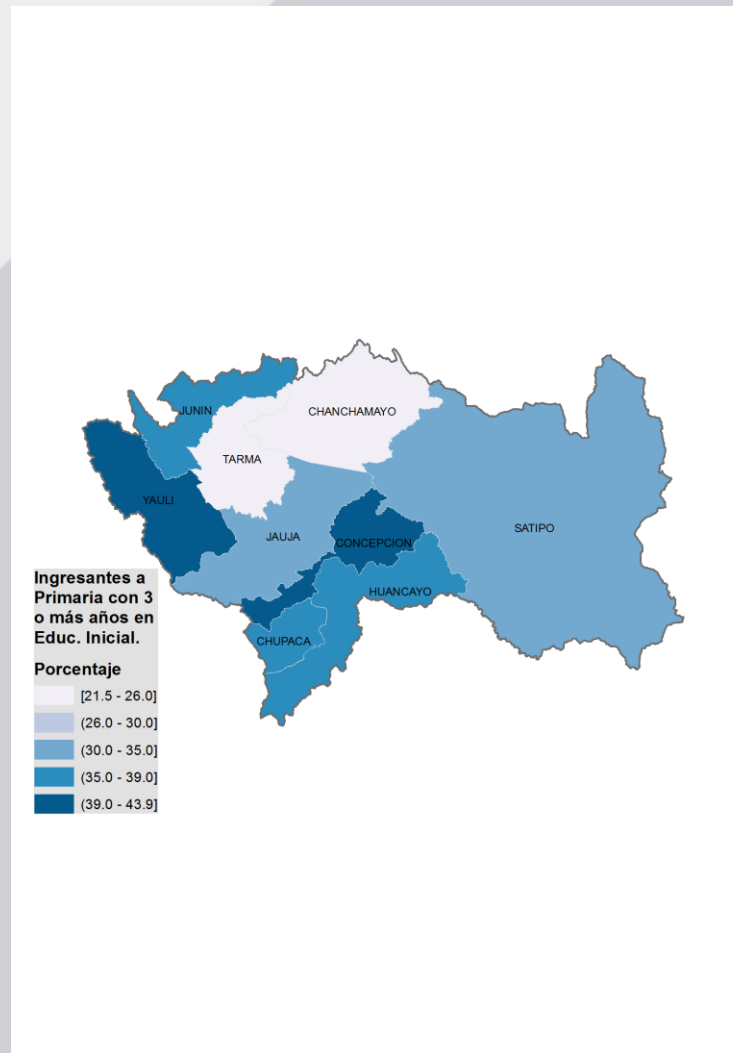 JUNIN
CHANCHAMAYO
TARMA
YAULI
SATIPO
JAUJA
CONCEPCION
HUANCAYO
CHUPACA
Ingresantes a
Primaria con 3
o más años en
Educ. Inicial.
Porcentaje
[21.5 - 26.0]
(26.0 - 30.0]
(30.0 - 35.0]
(35.0 - 39.0]
(39.0 - 43.9]